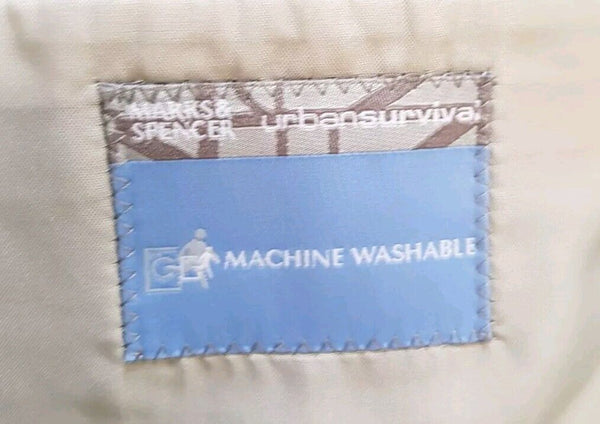 MARKS&
SPENCER
urbansurvival
MACHINE WASHABLE